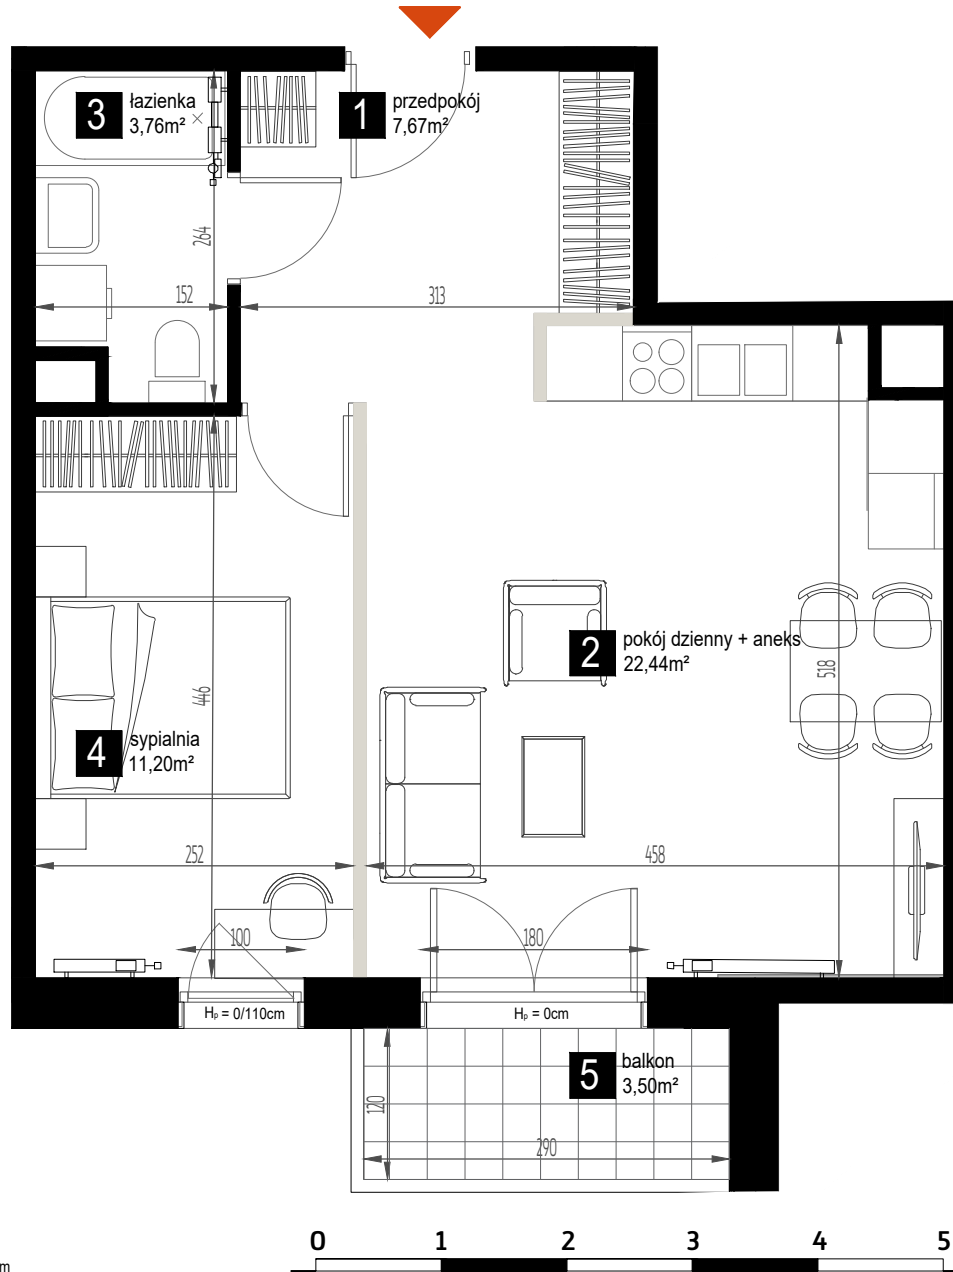 3
łazienka
3,76m²
1
przedpokój
7,67m²
264
152
313
2
pokój dzienny + aneks
22,44m²
518
446
4
sypialnia
11,20m²
252
458
100
180
Hₚ = 0/110cm
Hₚ = 0cm
5
balkon
3,50m²
120
290
0 1 2 3 4 5
m